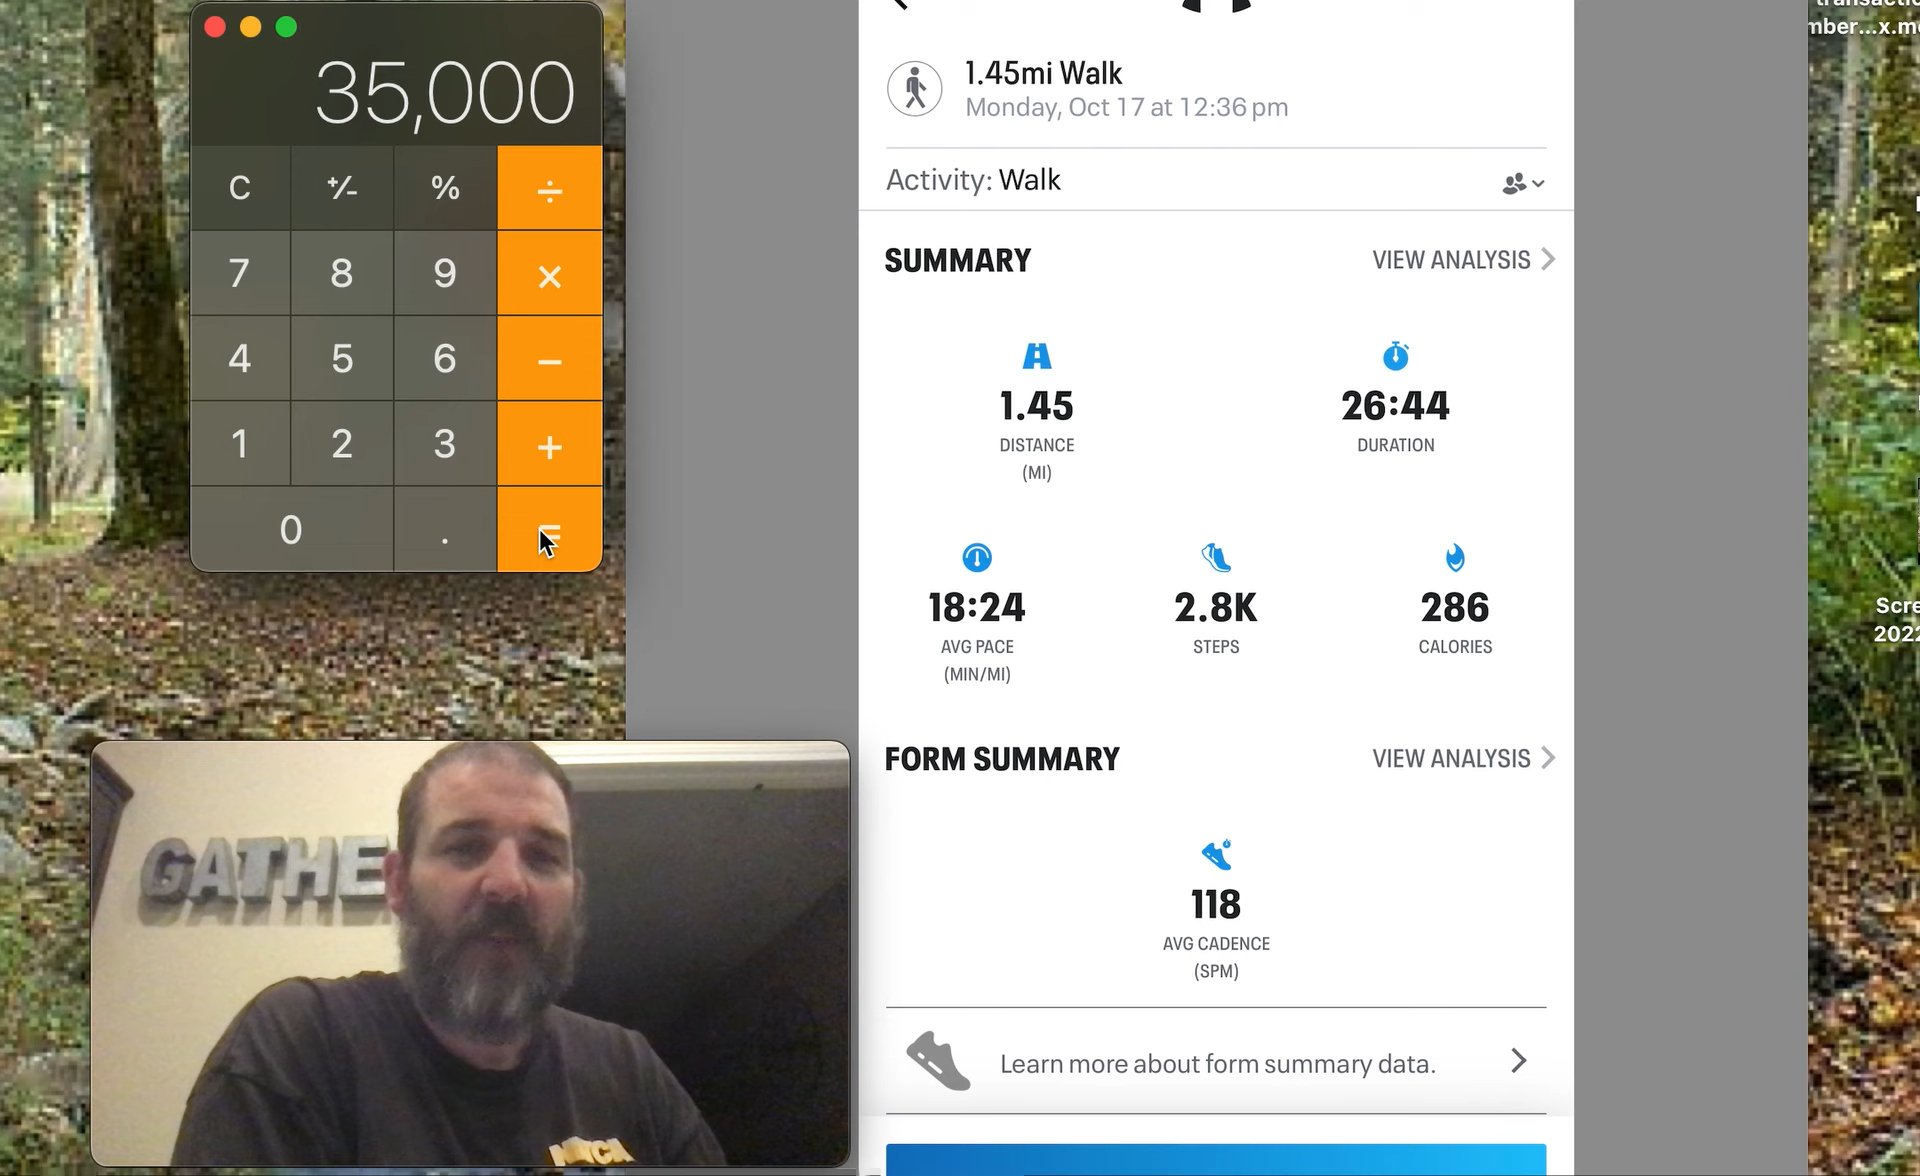 35,000
C +/- % ÷
7 8 9 ×
4 5 6 −
1 2 3 +
0 . =
1.45mi Walk
Monday, Oct 17 at 12:36 pm
Activity: Walk
SUMMARY
VIEW ANALYSIS
1.45
DISTANCE
(MI)
26:44
DURATION
18:24
AVG PACE
(MIN/MI)
2.8K
STEPS
286
CALORIES
FORM SUMMARY
VIEW ANALYSIS
118
AVG CADENCE
(SPM)
Learn more about form summary data.
GATHE
mber...x.m
Scre
2022